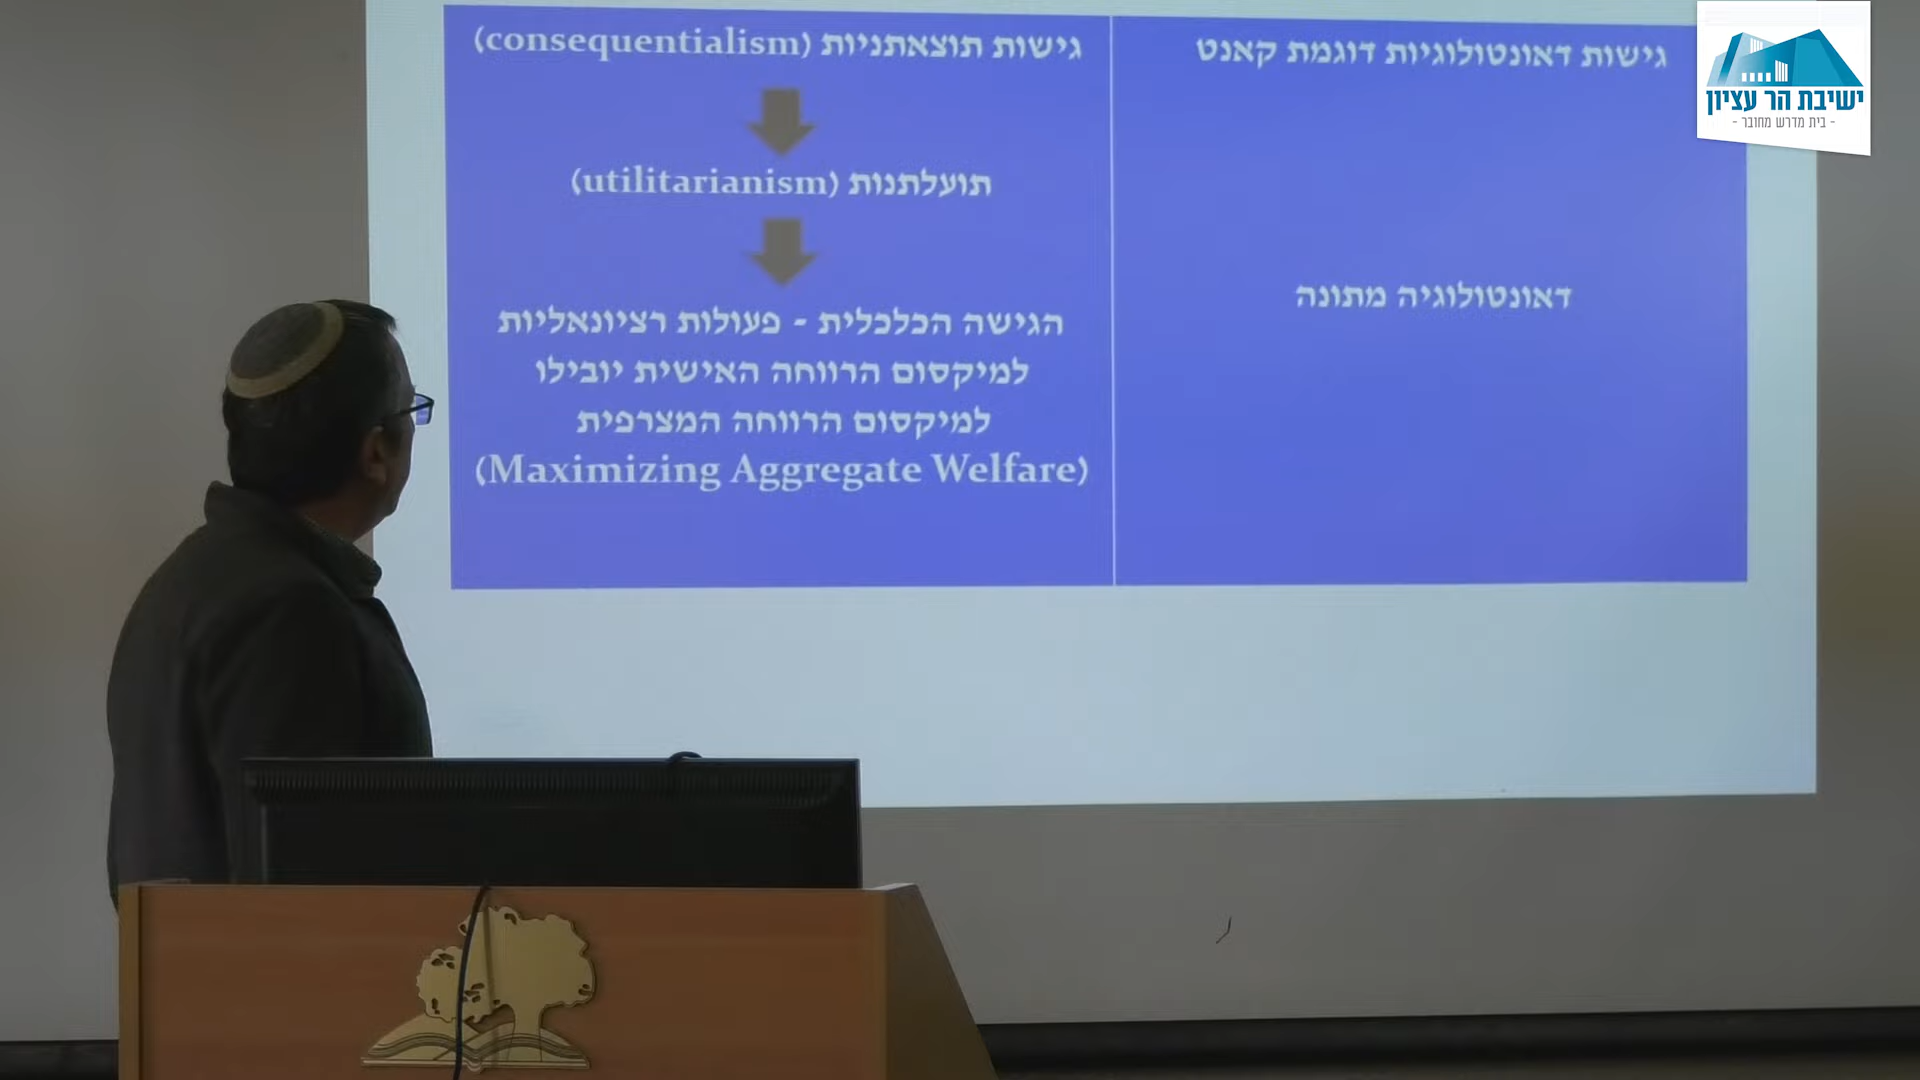 גישות דאונטולוגיות דוגמת קאנט
דאונטולוגיה מתונה
גישות תוצאתניות (consequentialism)
תועלתנות (utilitarianism)
הגישה הכלכלית - פעולות רציונאליות
למיקסום הרווחה האישית יובילו
למיקסום הרווחה המצרפית
(Maximizing Aggregate Welfare)
ישיבת הר עציון
- בית מדרש מחובר -